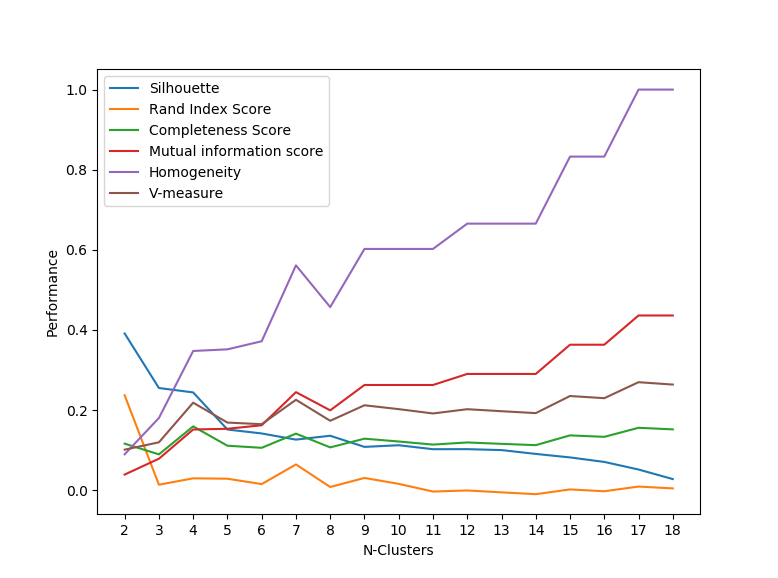 Silhouette
Rand Index Score
Completeness Score
Mutual information score
Homogeneity
V-measure
1.0
0.8
0.6
0.4
0.2
0.0
Performance
2 3 4 5 6 7 8 9 10 11 12 13 14 15 16 17 18
N-Clusters